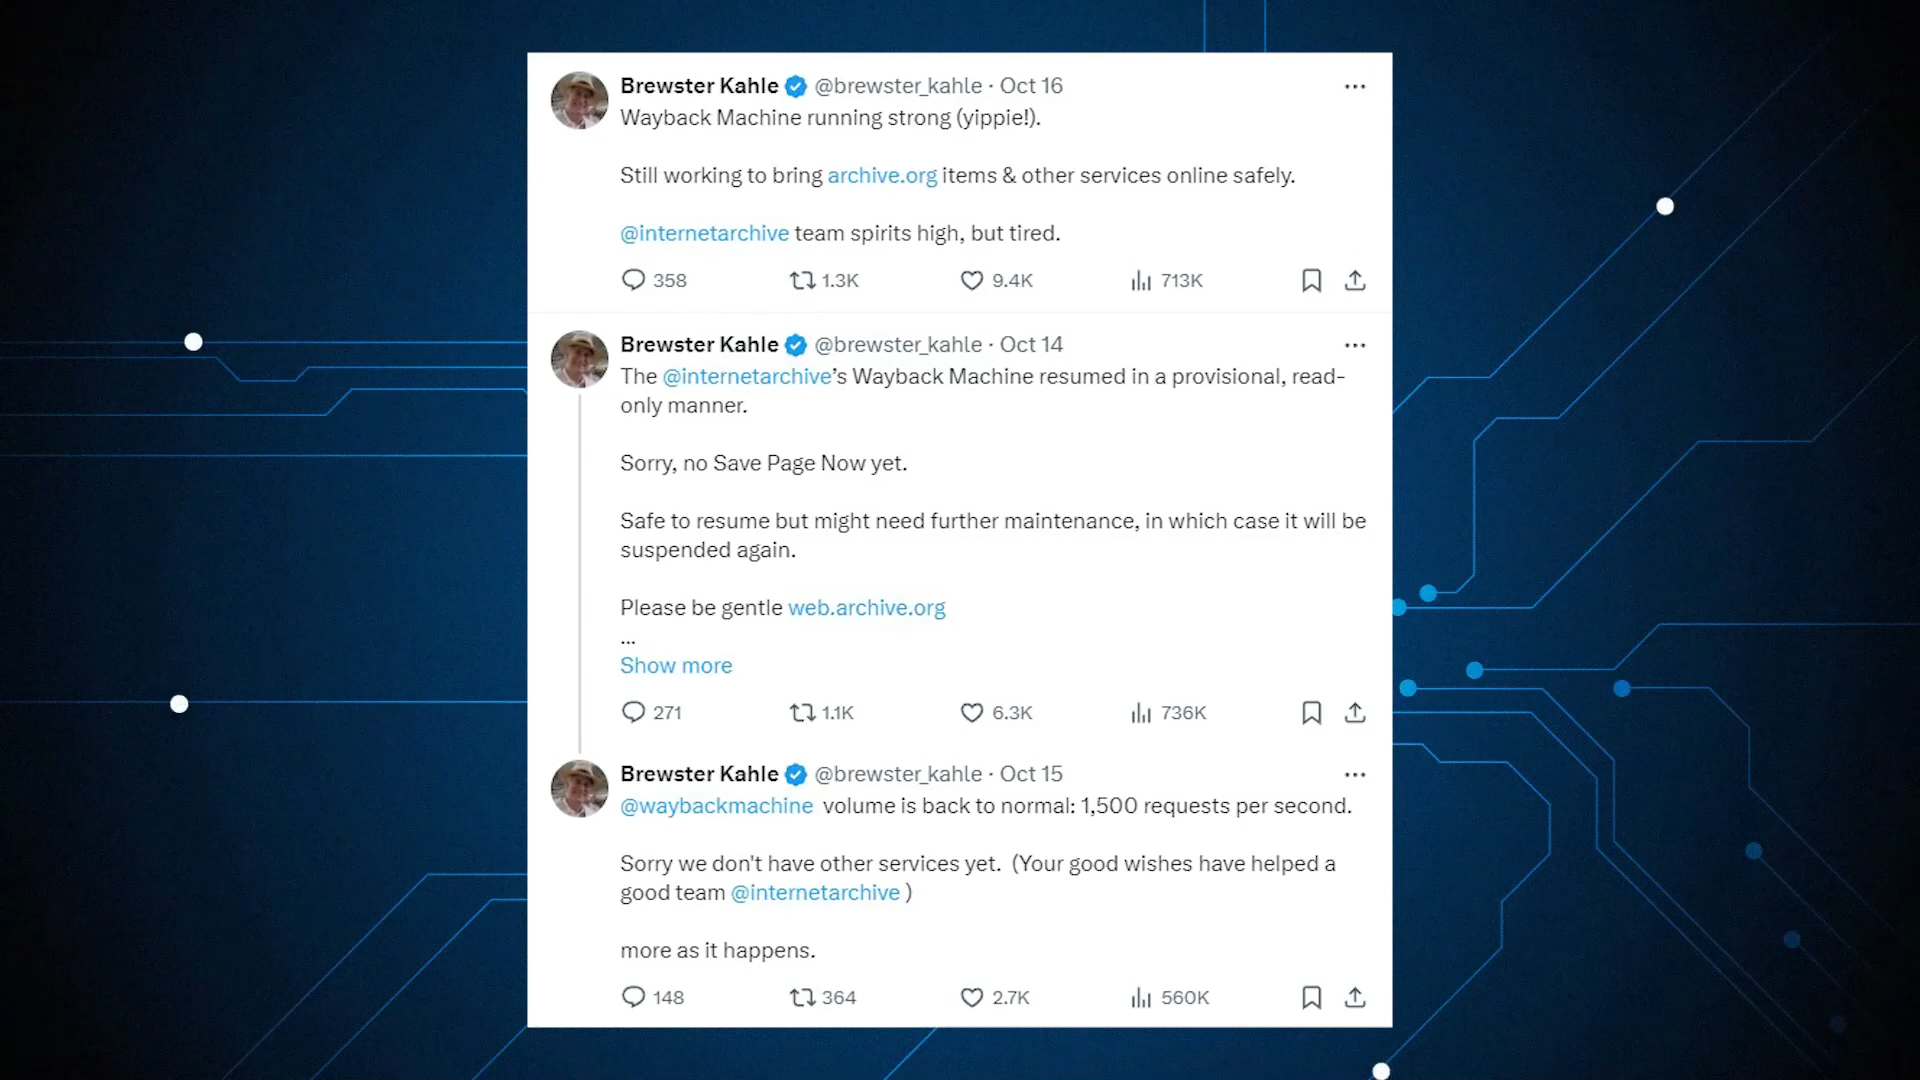 Brewster Kahle @brewster_kahle · Oct 16
Wayback Machine running strong (yippie!).
Still working to bring archive.org items & other services online safely.
@internetarchive team spirits high, but tired.
358 1.3K 9.4K 713K
Brewster Kahle @brewster_kahle · Oct 14
The @internetarchive’s Wayback Machine resumed in a provisional, read-
only manner.
Sorry, no Save Page Now yet.
Safe to resume but might need further maintenance, in which case it will be
suspended again.
Please be gentle web.archive.org
...
Show more
271 1.1K 6.3K 736K
Brewster Kahle @brewster_kahle · Oct 15
@waybackmachine volume is back to normal: 1,500 requests per second.
Sorry we don't have other services yet. (Your good wishes have helped a
good team @internetarchive )
more as it happens.
148 364 2.7K 560K